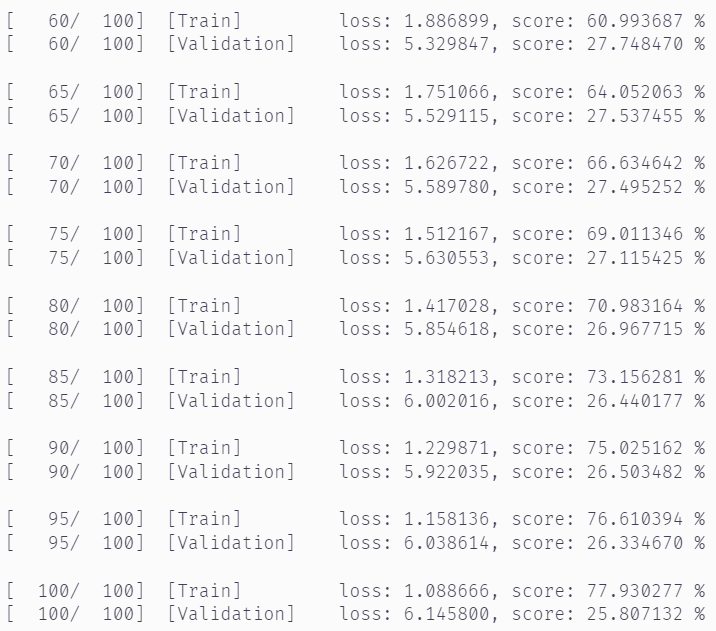 [   60/  100]  [Train]         loss: 1.886899, score: 60.993687 %
[   60/  100]  [Validation]    loss: 5.329847, score: 27.748470 %
[   65/  100]  [Train]         loss: 1.751066, score: 64.052063 %
[   65/  100]  [Validation]    loss: 5.529115, score: 27.537455 %
[   70/  100]  [Train]         loss: 1.626722, score: 66.634642 %
[   70/  100]  [Validation]    loss: 5.589780, score: 27.495252 %
[   75/  100]  [Train]         loss: 1.512167, score: 69.011346 %
[   75/  100]  [Validation]    loss: 5.630553, score: 27.115425 %
[   80/  100]  [Train]         loss: 1.417028, score: 70.983164 %
[   80/  100]  [Validation]    loss: 5.854618, score: 26.967715 %
[   85/  100]  [Train]         loss: 1.318213, score: 73.156281 %
[   85/  100]  [Validation]    loss: 6.002016, score: 26.440177 %
[   90/  100]  [Train]         loss: 1.229871, score: 75.025162 %
[   90/  100]  [Validation]    loss: 5.922035, score: 26.503482 %
[   95/  100]  [Train]         loss: 1.158136, score: 76.610394 %
[   95/  100]  [Validation]    loss: 6.038614, score: 26.334670 %
[  100/  100]  [Train]         loss: 1.088666, score: 77.930277 %
[  100/  100]  [Validation]    loss: 6.145800, score: 25.807132 %